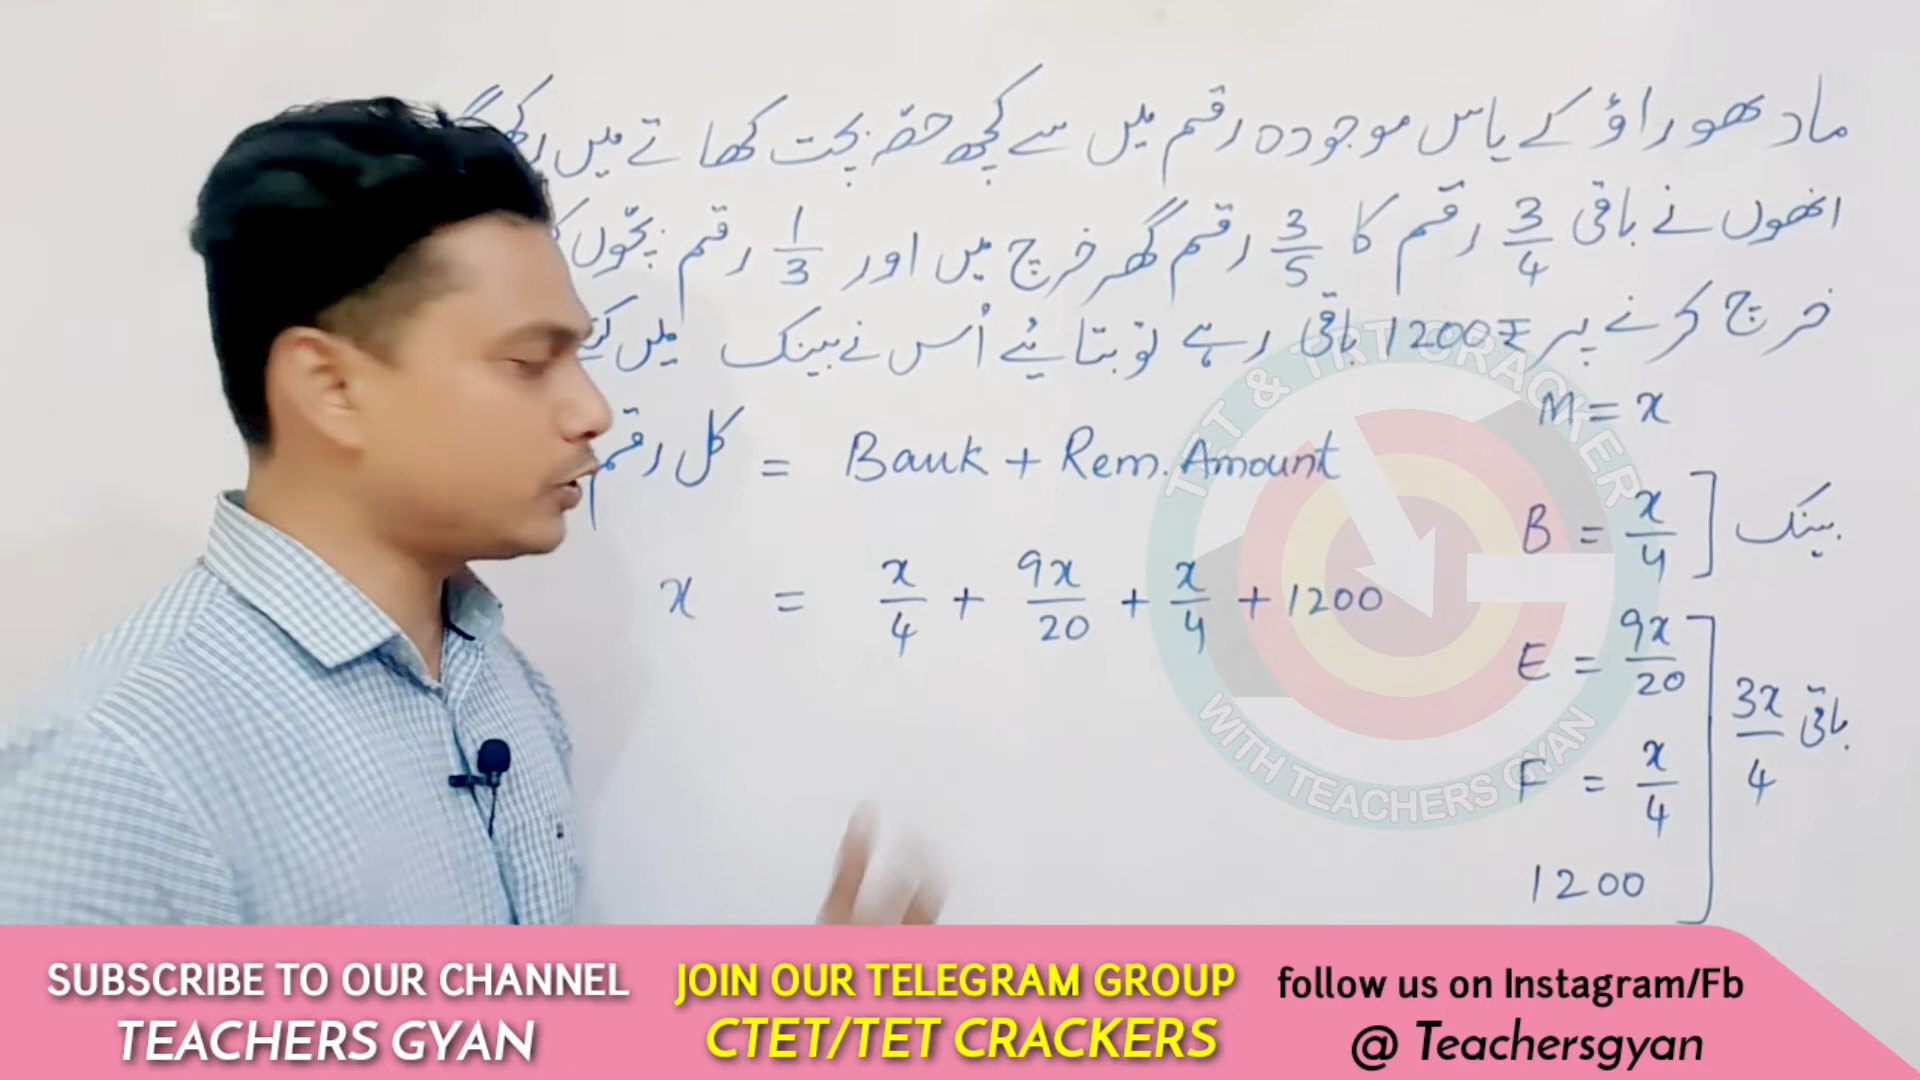 مادھوراؤ کے پاس موجودہ رقم میں سے کچھ حصّہ بچت کھاتے میں
انھوں نے باقی 3/4 رقم کا 3/5 رقم گھر خرچ میں اور 1/3 رقم بچّوں
خرچ کرنے پر ₹1200 باقی رہے تو بتائیے اُس نے بینک میں
M = x
کل رقم = Bank + Rem. Amount
B = x/4 ] بینک
x = x/4 + 9x/20 + x/4 + 1200
E = 9x/20
F = x/4
1200
3x/4 باقی
TET & TRT CRACKER
WITH TEACHERS GYAN
SUBSCRIBE TO OUR CHANNEL
TEACHERS GYAN
JOIN OUR TELEGRAM GROUP
CTET/TET CRACKERS
follow us on Instagram/Fb
@ Teachersgyan